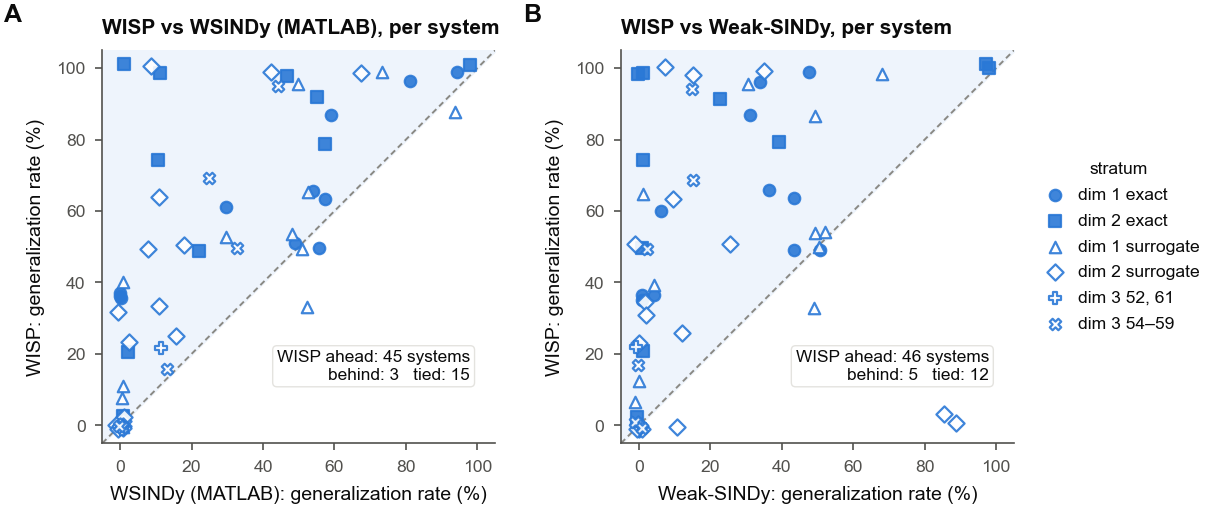 A
WISP vs WSINDy (MATLAB), per system
WISP: generalization rate (%)
100
80
60
40
20
0
WISP ahead: 45 systems
behind: 3 tied: 15
0 20 40 60 80 100
WSINDy (MATLAB): generalization rate (%)
B
WISP vs Weak-SINDy, per system
WISP: generalization rate (%)
100
80
60
40
20
0
WISP ahead: 46 systems
behind: 5 tied: 12
0 20 40 60 80 100
Weak-SINDy: generalization rate (%)
stratum
dim 1 exact
dim 2 exact
dim 1 surrogate
dim 2 surrogate
dim 3 52, 61
dim 3 54–59